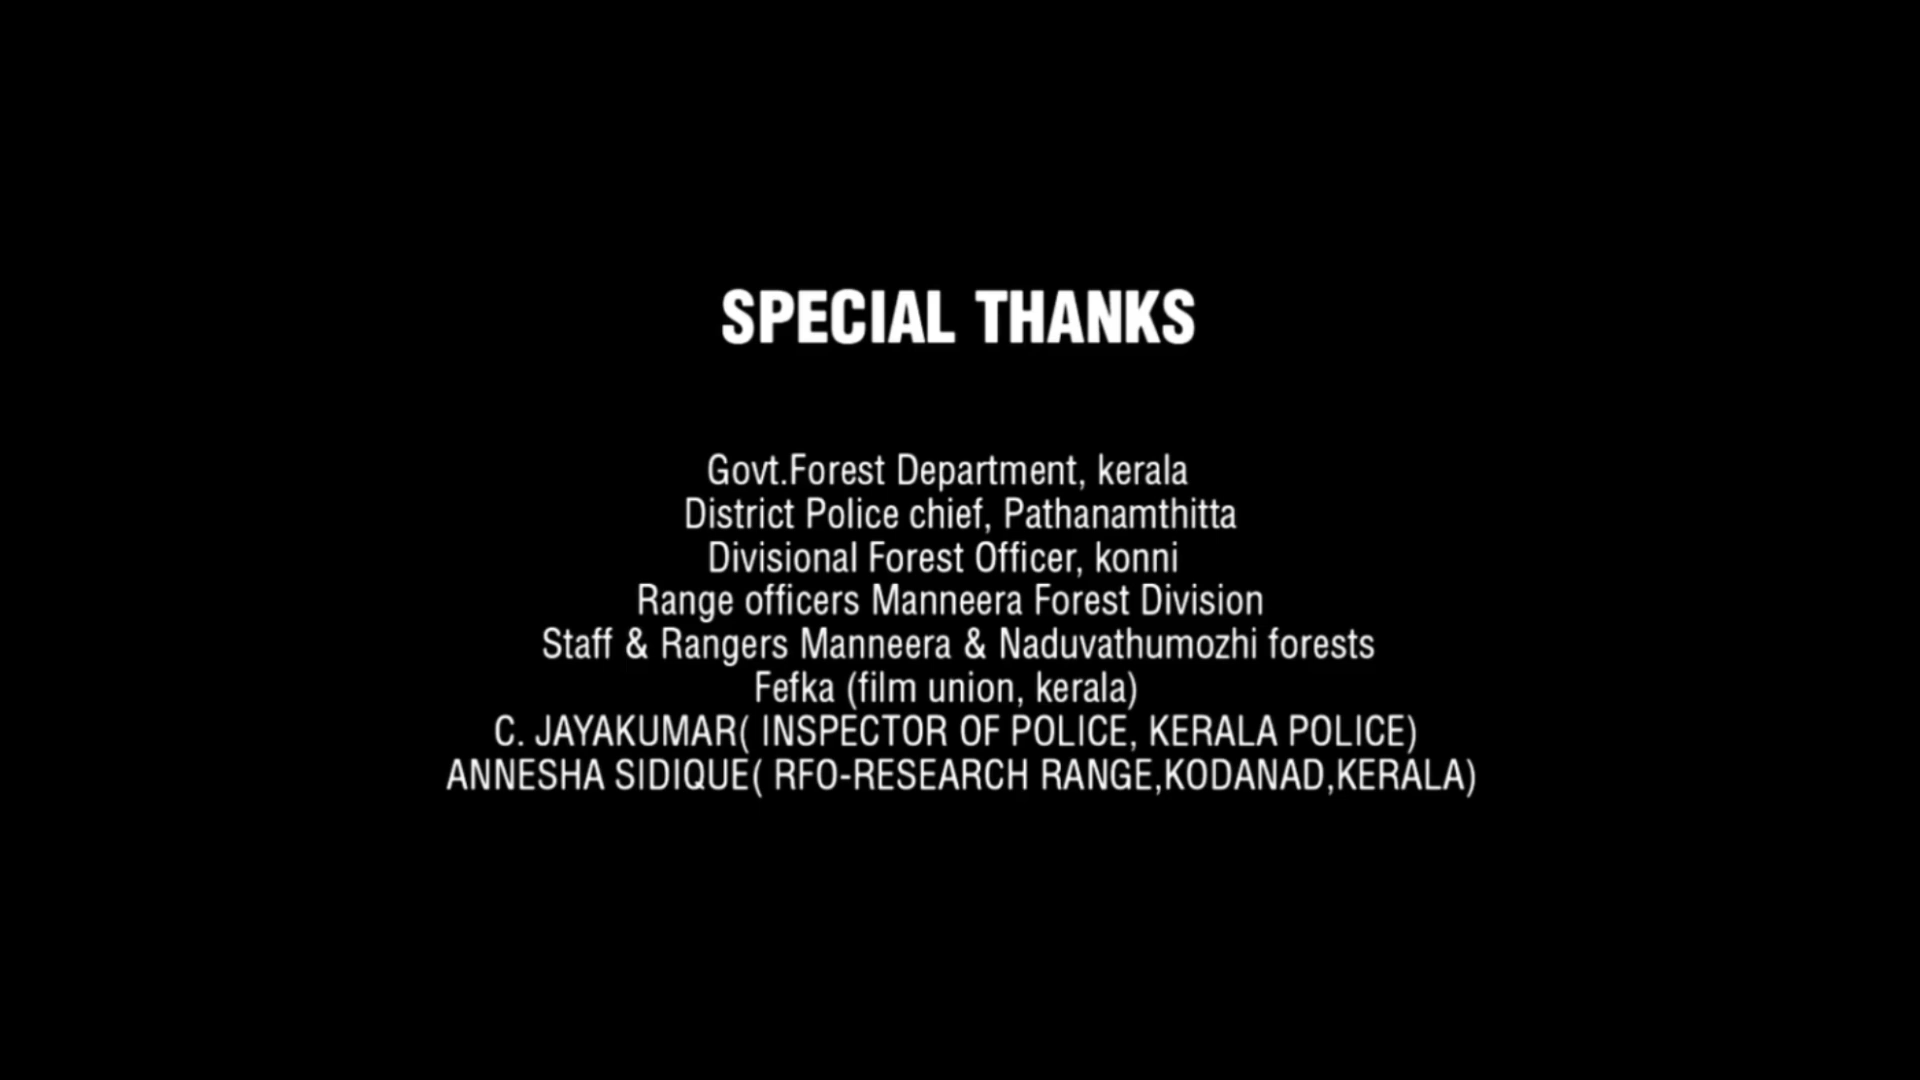 SPECIAL THANKS
Govt.Forest Department, kerala
District Police chief, Pathanamthitta
Divisional Forest Officer, konni
Range officers Manneera Forest Division
Staff & Rangers Manneera & Naduvathumozhi forests
Fefka (film union, kerala)
C. JAYAKUMAR( INSPECTOR OF POLICE, KERALA POLICE)
ANNESHA SIDIQUE( RFO-RESEARCH RANGE,KODANAD,KERALA)